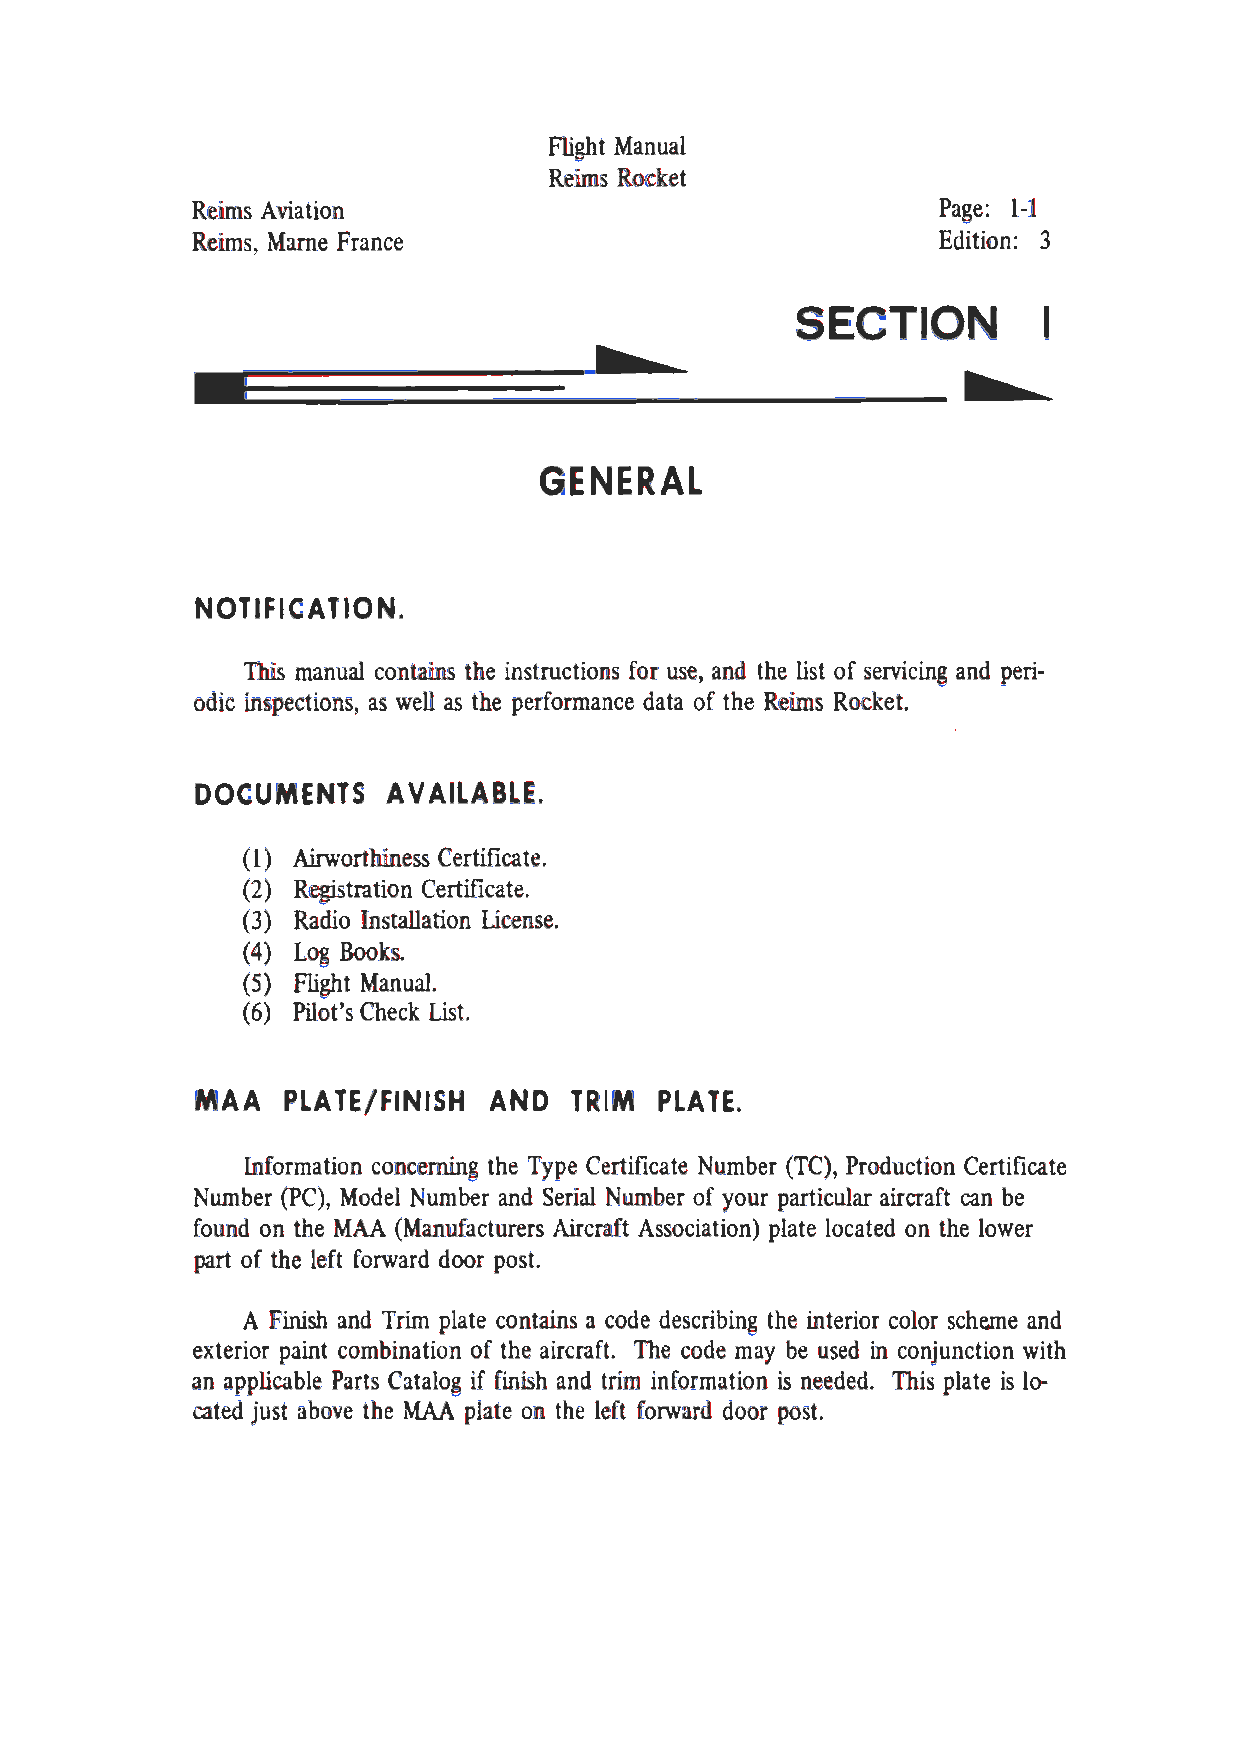 Flight Manual
Reims Rocket
Reims Aviation
Page: 1-1
Reims, Marne France
Edition: 3
SECTION I
GENERAL
NOTIFICATION.
This manual contains the instructions for use, and the list of servicing and peri-
odic inspections, as well as the performance data of the Reims Rocket.
DOCUMENTS AVAILABLE.
(1) Airworthiness Certificate.
(2) Registration Certificate.
(3) Radio Installation License.
(4) Log Books.
(5) Flight Manual.
(6) Pilot's Check List.
MAA PLATE/FINISH AND TRIM PLATE.
Information concerning the Type Certificate Number (TC), Production Certificate
Number (PC), Model Number and Serial Number of your particular aircraft can be
found on the MAA (Manufacturers Aircraft Association) plate located on the lower
part of the left forward door post.
A Finish and Trim plate contains a code describing the interior color scheme and
exterior paint combination of the aircraft. The code may be used in conjunction with
an applicable Parts Catalog if finish and trim information is needed. This plate is lo-
cated just above the MAA plate on the left forward door post.